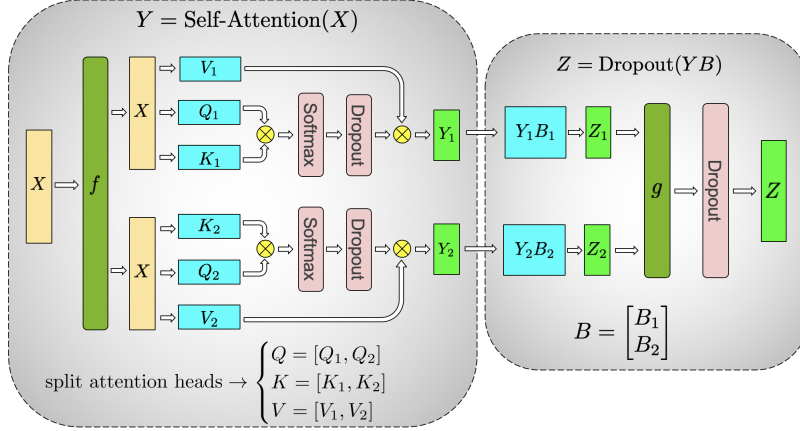 Y = Self-Attention(X)
X
f
X
V₁
Q₁
K₁
Softmax
Dropout
Y₁
X
K₂
Q₂
V₂
Softmax
Dropout
Y₂
split attention heads → { Q = [Q₁, Q₂]
K = [K₁, K₂]
V = [V₁, V₂]
Z = Dropout(YB)
Y₁B₁
Z₁
Y₂B₂
Z₂
g
Dropout
Z
B = [B₁
B₂]